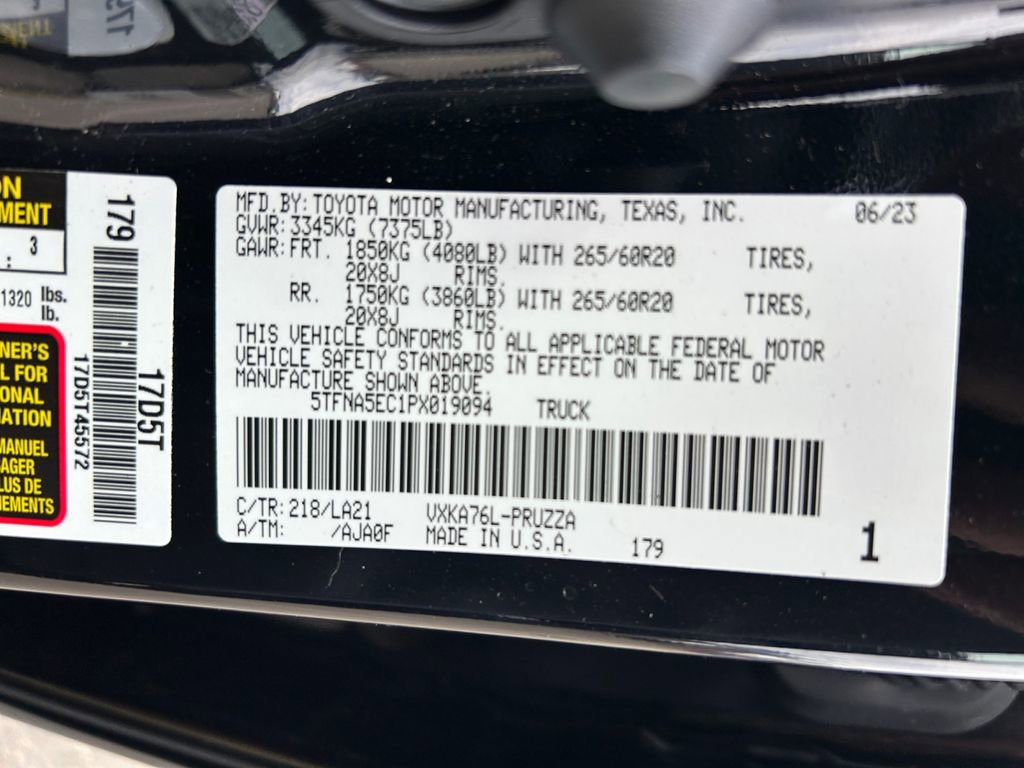 MFD.BY:TOYOTA MOTOR MANUFACTURING, TEXAS, INC. 06/23
GVWR:3345KG (7375LB)
GAWR:FRT. 1850KG (4080LB) WITH 265/60R20 TIRES,
20X8J RIMS.
RR. 1750KG (3860LB) WITH 265/60R20 TIRES,
20X8J RIMS.
THIS VEHICLE CONFORMS TO ALL APPLICABLE FEDERAL MOTOR
VEHICLE SAFETY STANDARDS IN EFFECT ON THE DATE OF
MANUFACTURE SHOWN ABOVE.
5TFNA5EC1PX019094 TRUCK
C/TR:218/LA21 VXKA76L-PRUZZA
A/TM: /AJA0F MADE IN U.S.A. 179
1
ON
MENT
: 3
1320 lbs.
lb.
NER'S
L FOR
ONAL
ATION
MANUEL
AGER
LUS DE
NEMENTS
179
17D5T
17D5T45572